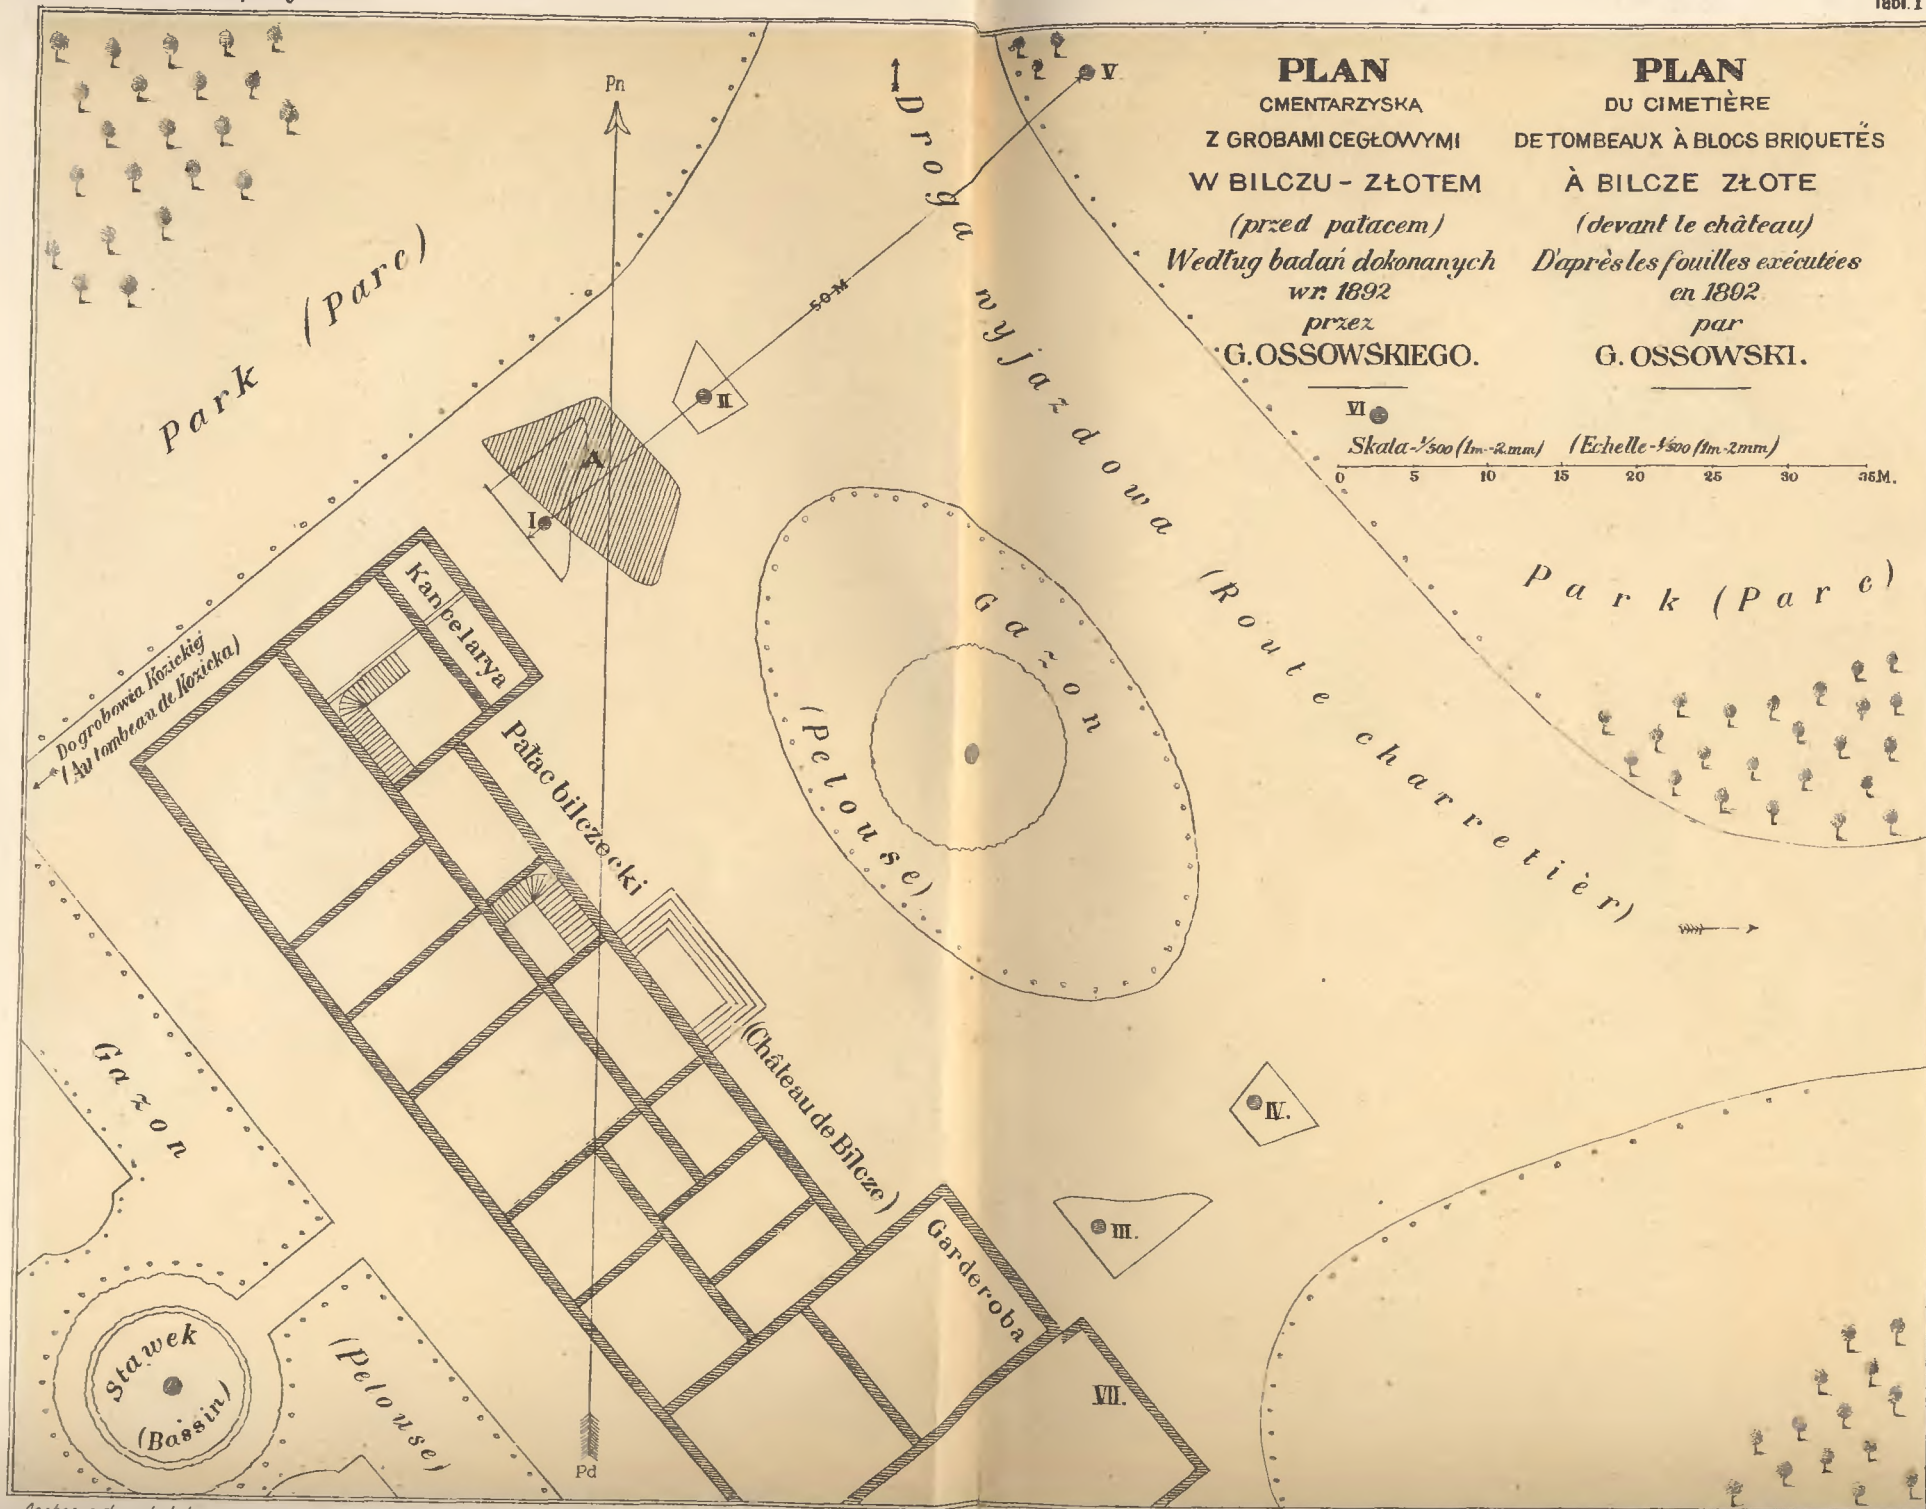 Tabl. I
PLAN
CMENTARZYSKA
Z GROBAMI CEGŁOWYMI
W BILCZU - ZŁOTEM
(przed pałacem)
Według badań dokonanych
w r. 1892
przez
G. OSSOWSKIEGO.
PLAN
DU CIMETIÈRE
DE TOMBEAUX À BLOCS BRIQUETÉS
À BILCZE ZŁOTE
(devant le château)
D'après les fouilles exécutées
en 1892
par
G. OSSOWSKI.
VI
Skala-1/500 (1m-2mm) (Echelle-1/500 (1m-2mm)
0 5 10 15 20 25 30 35M.
Pn
Droga wyjazdowa (Route charretièr)
V
50 M
II
A
I
Park (Parc)
Park (Parc)
Kancelarya
Do grobowca Kozickiej
(Au tombeau de Kozicka)
Pałac bilczecki
(Château de Bilcze)
Gazon
(Pelouse)
IV.
III.
Garderoba
VII.
Gazon
(Pelouse)
Stawek
(Bassin)
Pd